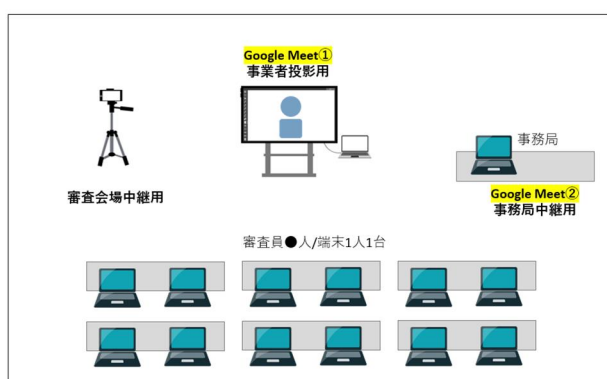 Google Meet①
事業者投影用
審査会場中継用
事務局
Google Meet②
事務局中継用
審査員●人/端末1人1台